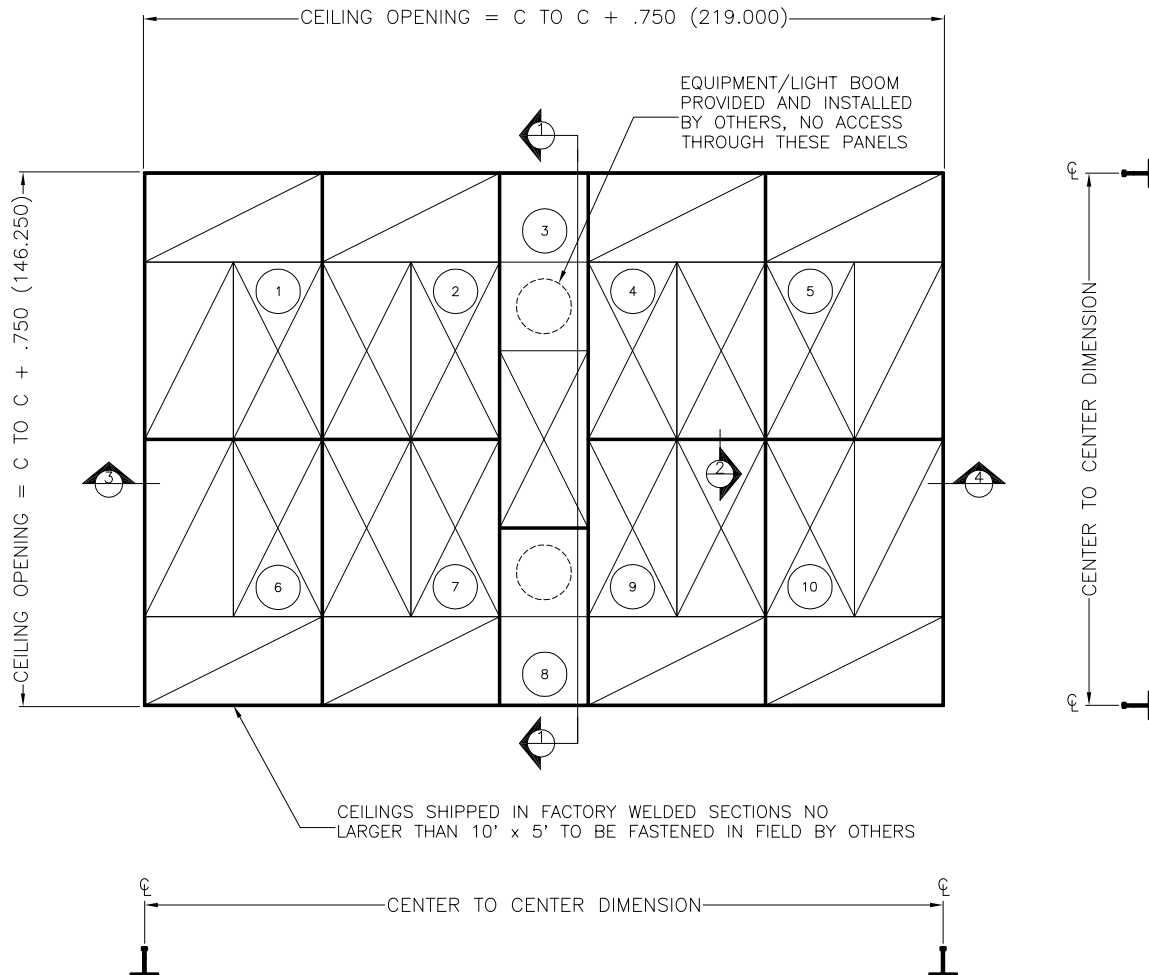 CEILING OPENING = C TO C + .750 (219.000)
EQUIPMENT/LIGHT BOOM
PROVIDED AND INSTALLED
BY OTHERS, NO ACCESS
THROUGH THESE PANELS
1
℄
3
CEILING OPENING = C TO C + .750 (146.250)
1
2
4
5
CENTER TO CENTER DIMENSION
3
2
4
6
7
9
10
8
℄
1
CEILINGS SHIPPED IN FACTORY WELDED SECTIONS NO
LARGER THAN 10' x 5' TO BE FASTENED IN FIELD BY OTHERS
℄
℄
CENTER TO CENTER DIMENSION